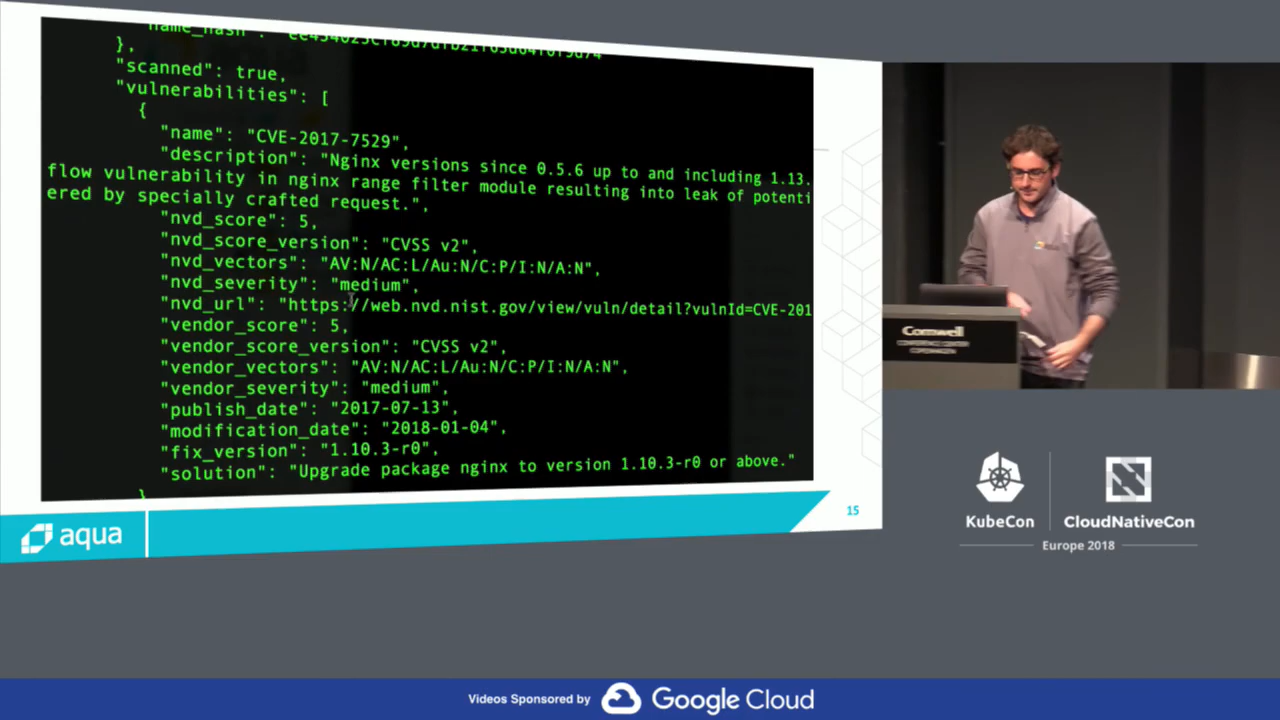 },
"scanned": true,
"vulnerabilities": [
{
"name": "CVE-2017-7529",
"description": "Nginx versions since 0.5.6 up to and including 1.13.
flow vulnerability in nginx range filter module resulting into leak of potenti
ered by specially crafted request.",
"nvd_score": 5,
"nvd_score_version": "CVSS v2",
"nvd_vectors": "AV:N/AC:L/Au:N/C:P/I:N/A:N",
"nvd_severity": "medium",
"nvd_url": "https://web.nvd.nist.gov/view/vuln/detail?vulnId=CVE-201
"vendor_score": 5,
"vendor_score_version": "CVSS v2",
"vendor_vectors": "AV:N/AC:L/Au:N/C:P/I:N/A:N",
"vendor_severity": "medium",
"publish_date": "2017-07-13",
"modification_date": "2018-01-04",
"fix_version": "1.10.3-r0",
"solution": "Upgrade package nginx to version 1.10.3-r0 or above."
}
aqua
15
Comwell
CONFERENCE CENTER
COPENHAGEN
KubeCon
CloudNativeCon
Europe 2018
Videos Sponsored by
Google Cloud